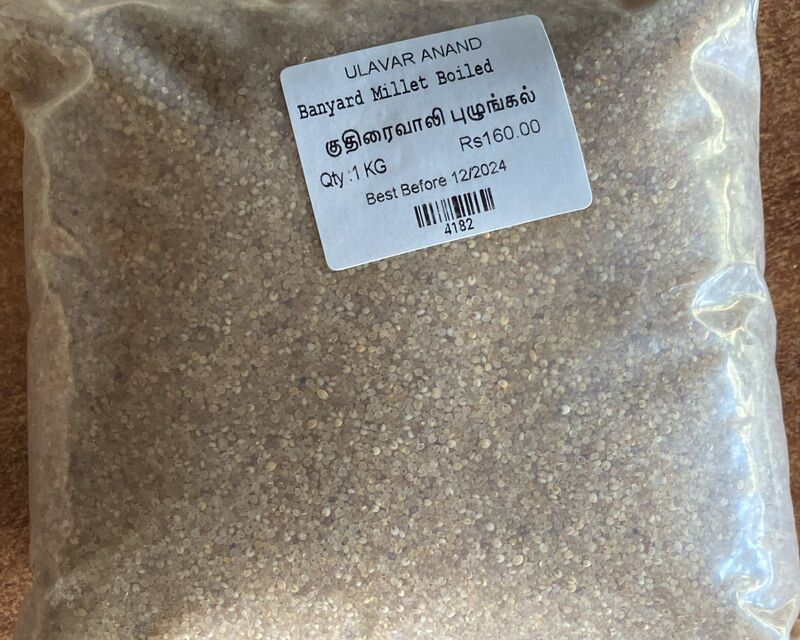 ULAVAR ANAND
Banyard Millet Boiled
குதிரைவாலி புழுங்கல்
Rs160.00
Qty :1 KG
Best Before 12/2024
4182